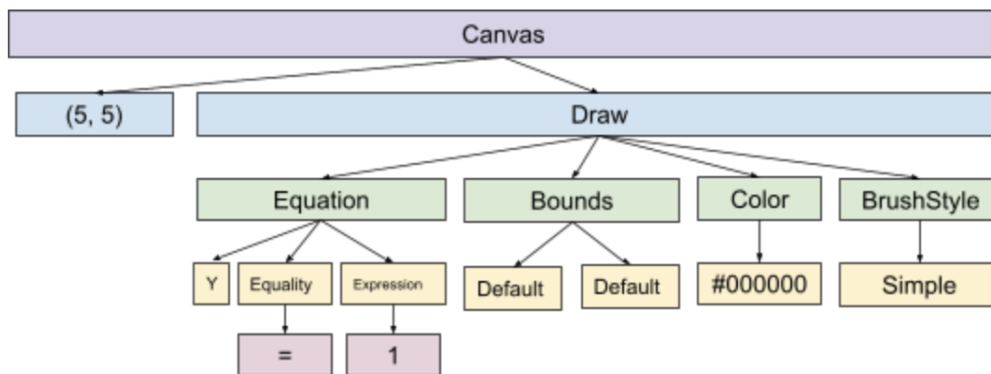 Canvas
(5, 5)
Draw
Equation
Bounds
Color
BrushStyle
Y
Equality
Expression
Default
Default
#000000
Simple
=
1